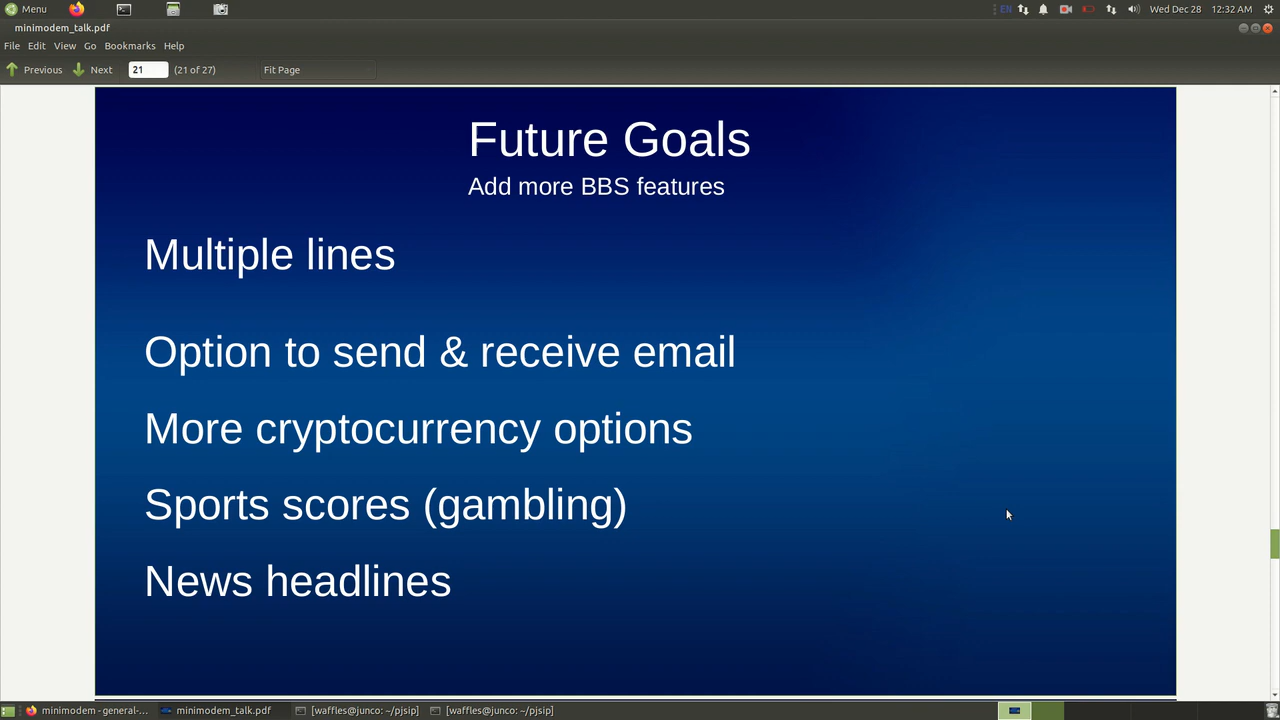 Menu
EN
Wed Dec 28
12:32 AM
minimodem_talk.pdf
File Edit View Go Bookmarks Help
Previous Next 21 (21 of 27) Fit Page
Future Goals
Add more BBS features
Multiple lines
Option to send & receive email
More cryptocurrency options
Sports scores (gambling)
News headlines
minimodem - general-... minimodem_talk.pdf [waffles@junco: ~/pjsip] [waffles@junco: ~/pjsip]